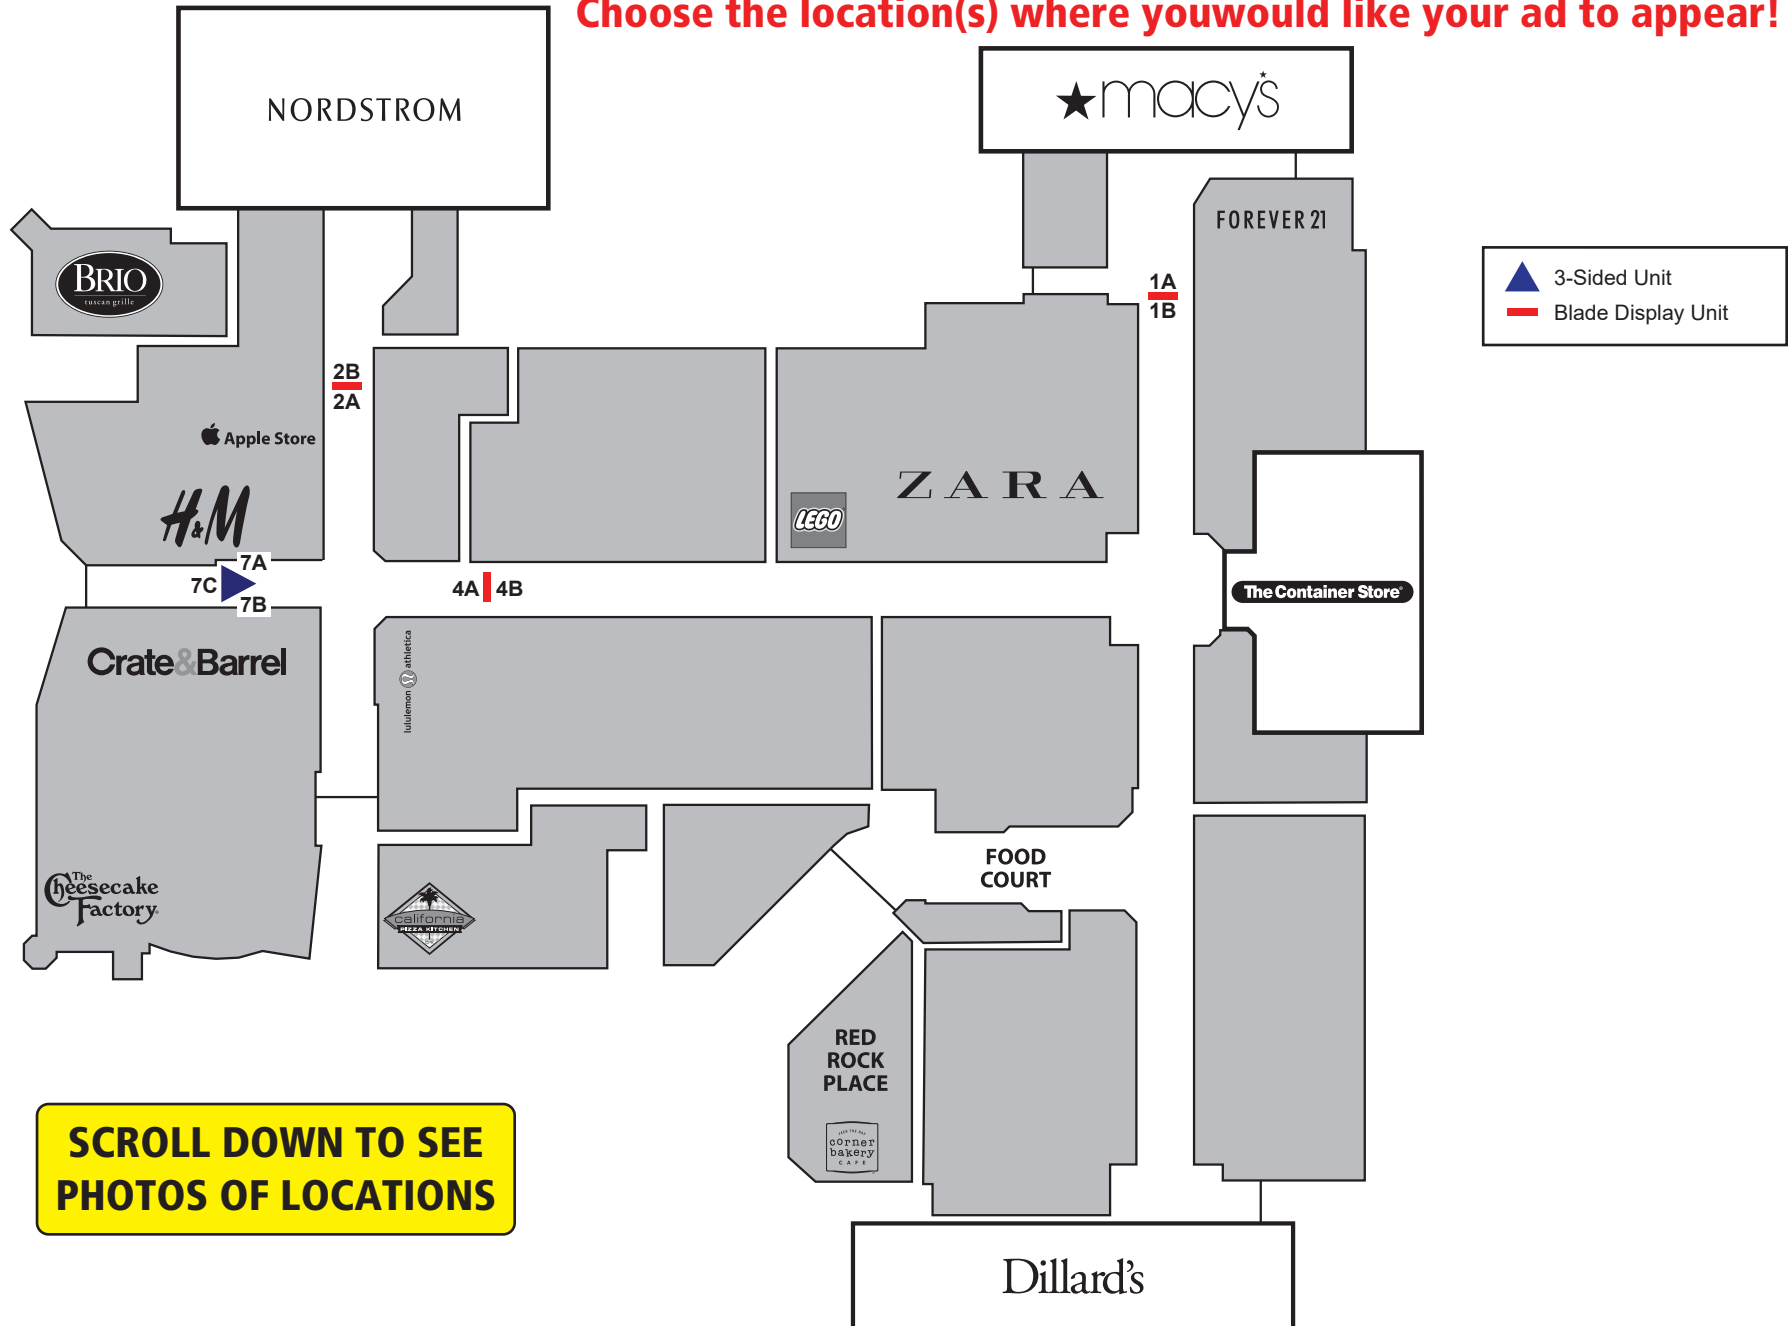 Choose the location(s) where youwould like your ad to appear!
NORDSTROM
macy's
FOREVER 21
BRIO
tuscan grille
1A
1B
3-Sided Unit
Blade Display Unit
2B
2A
Apple Store
H&M
ZARA
LEGO
7A
7C
7B
4A
4B
The Container Store
Crate&Barrel
lululemon athletica
The
Cheesecake
Factory
california
PIZZA KITCHEN
FOOD
COURT
RED
ROCK
PLACE
corner
bakery
CAFE
SCROLL DOWN TO SEE
PHOTOS OF LOCATIONS
Dillard's